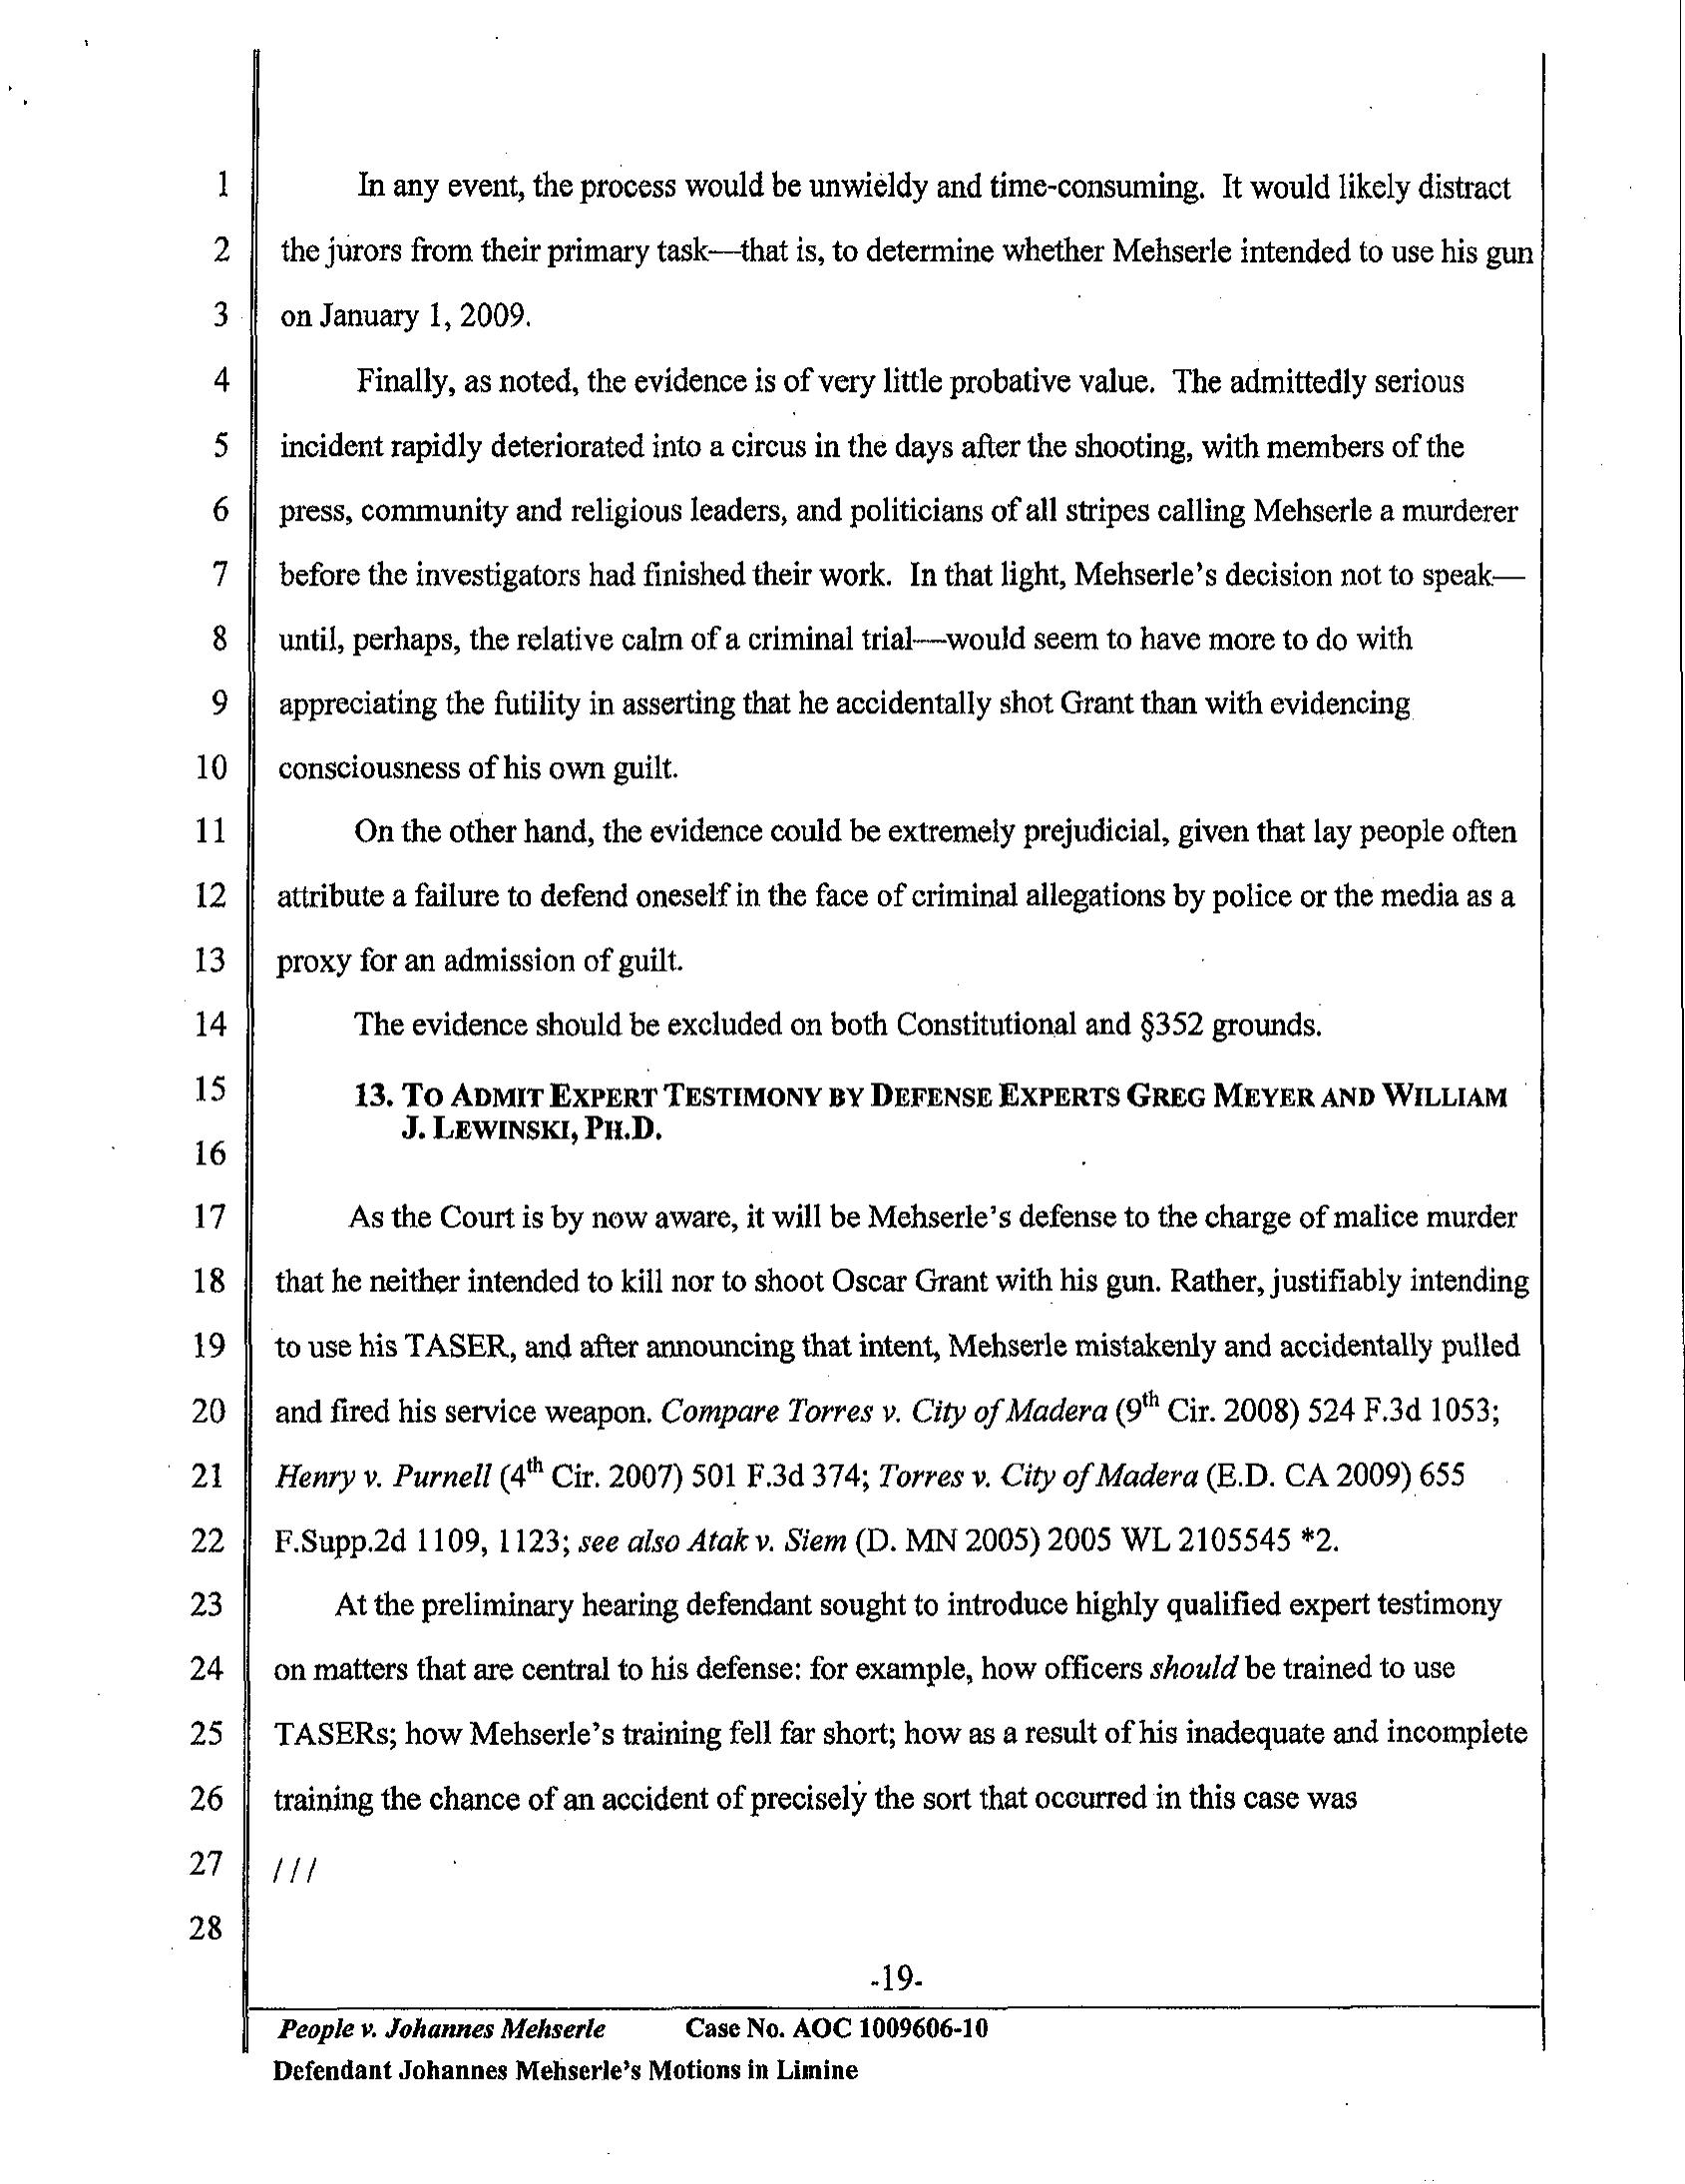 1 In any event, the process would be unwieldy and time-consuming. It would likely distract
2 the jurors from their primary task—that is, to determine whether Mehserle intended to use his gun
3 on January 1, 2009.
4 Finally, as noted, the evidence is of very little probative value. The admittedly serious
5 incident rapidly deteriorated into a circus in the days after the shooting, with members of the
6 press, community and religious leaders, and politicians of all stripes calling Mehserle a murderer
7 before the investigators had finished their work. In that light, Mehserle's decision not to speak—
8 until, perhaps, the relative calm of a criminal trial—would seem to have more to do with
9 appreciating the futility in asserting that he accidentally shot Grant than with evidencing
10 consciousness of his own guilt.
11 On the other hand, the evidence could be extremely prejudicial, given that lay people often
12 attribute a failure to defend oneself in the face of criminal allegations by police or the media as a
13 proxy for an admission of guilt.
14 The evidence should be excluded on both Constitutional and §352 grounds.
15 13. TO ADMIT EXPERT TESTIMONY BY DEFENSE EXPERTS GREG MEYER AND WILLIAM
J. LEWINSKI, PH.D.
16
17 As the Court is by now aware, it will be Mehserle's defense to the charge of malice murder
18 that he neither intended to kill nor to shoot Oscar Grant with his gun. Rather, justifiably intending
19 to use his TASER, and after announcing that intent, Mehserle mistakenly and accidentally pulled
20 and fired his service weapon. Compare Torres v. City of Madera (9th Cir. 2008) 524 F.3d 1053;
21 Henry v. Purnell (4th Cir. 2007) 501 F.3d 374; Torres v. City of Madera (E.D. CA 2009) 655
22 F.Supp.2d 1109, 1123; see also Atak v. Siem (D. MN 2005) 2005 WL 2105545 *2.
23 At the preliminary hearing defendant sought to introduce highly qualified expert testimony
24 on matters that are central to his defense: for example, how officers should be trained to use
25 TASERs; how Mehserle's training fell far short; how as a result of his inadequate and incomplete
26 training the chance of an accident of precisely the sort that occurred in this case was
27 ///
28
-19-
People v. Johannes Mehserle Case No. AOC 1009606-10
Defendant Johannes Mehserle's Motions in Limine